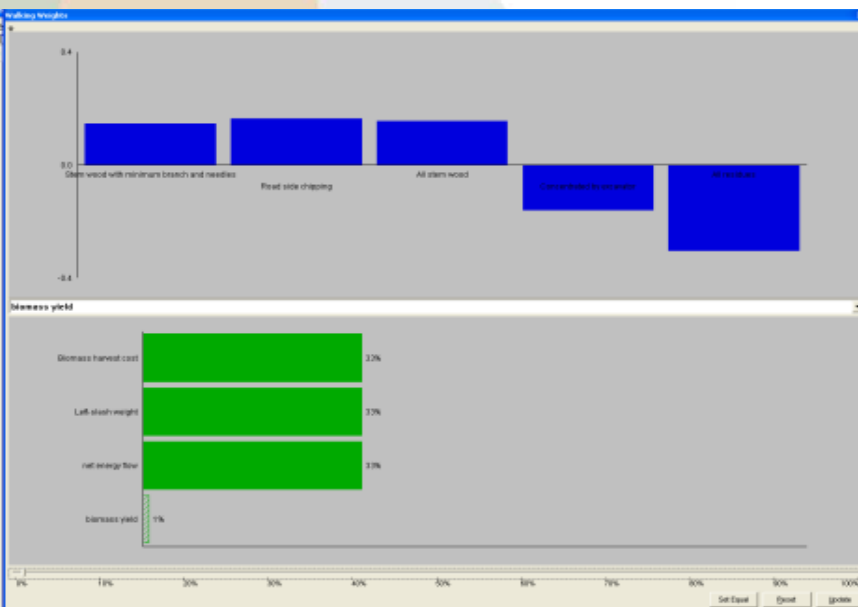 Walking Weights
0.4
0.0
Stem wood with minimum branch and needles
All stem wood
Road side chipping
-0.4
biomass yield
Biomass harvest cost
33%
Left-slash weight
33%
net energy flow
33%
biomass yield
1%
0% 10% 20% 30% 40% 50% 60% 70% 80% 90% 100%
Set Equal Reset Update